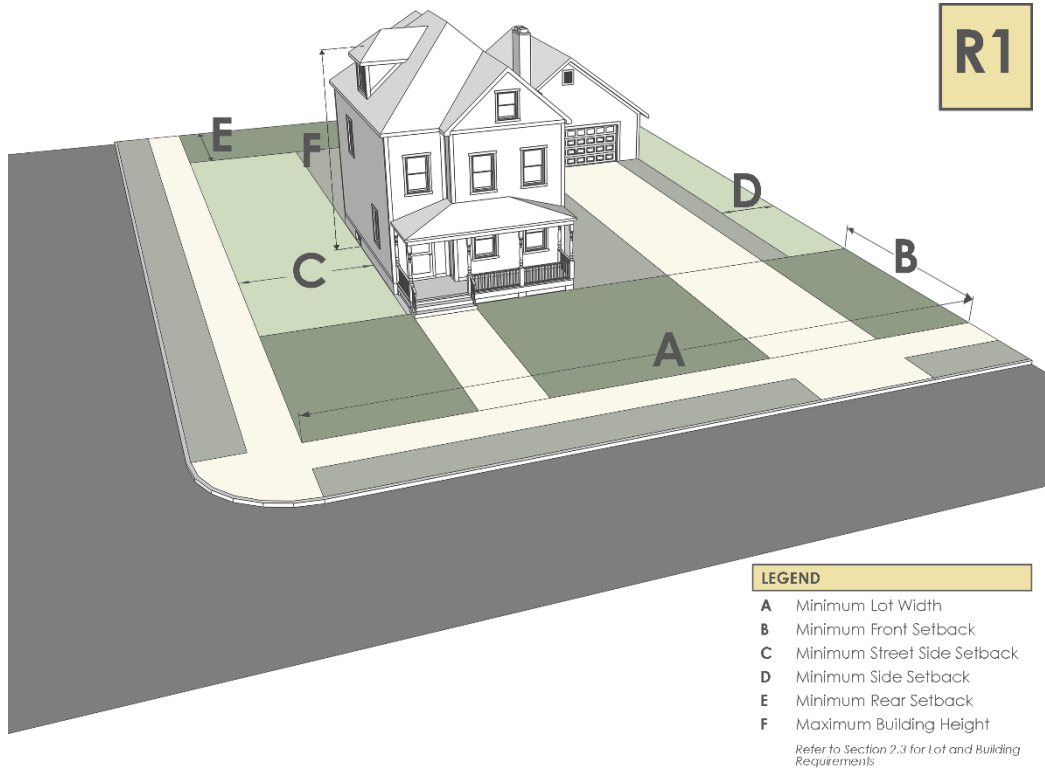 R1
E
F
D
C
B
A
LEGEND
A Minimum Lot Width
B Minimum Front Setback
C Minimum Street Side Setback
D Minimum Side Setback
E Minimum Rear Setback
F Maximum Building Height
Refer to Section 2.3 for Lot and Building
Requirements